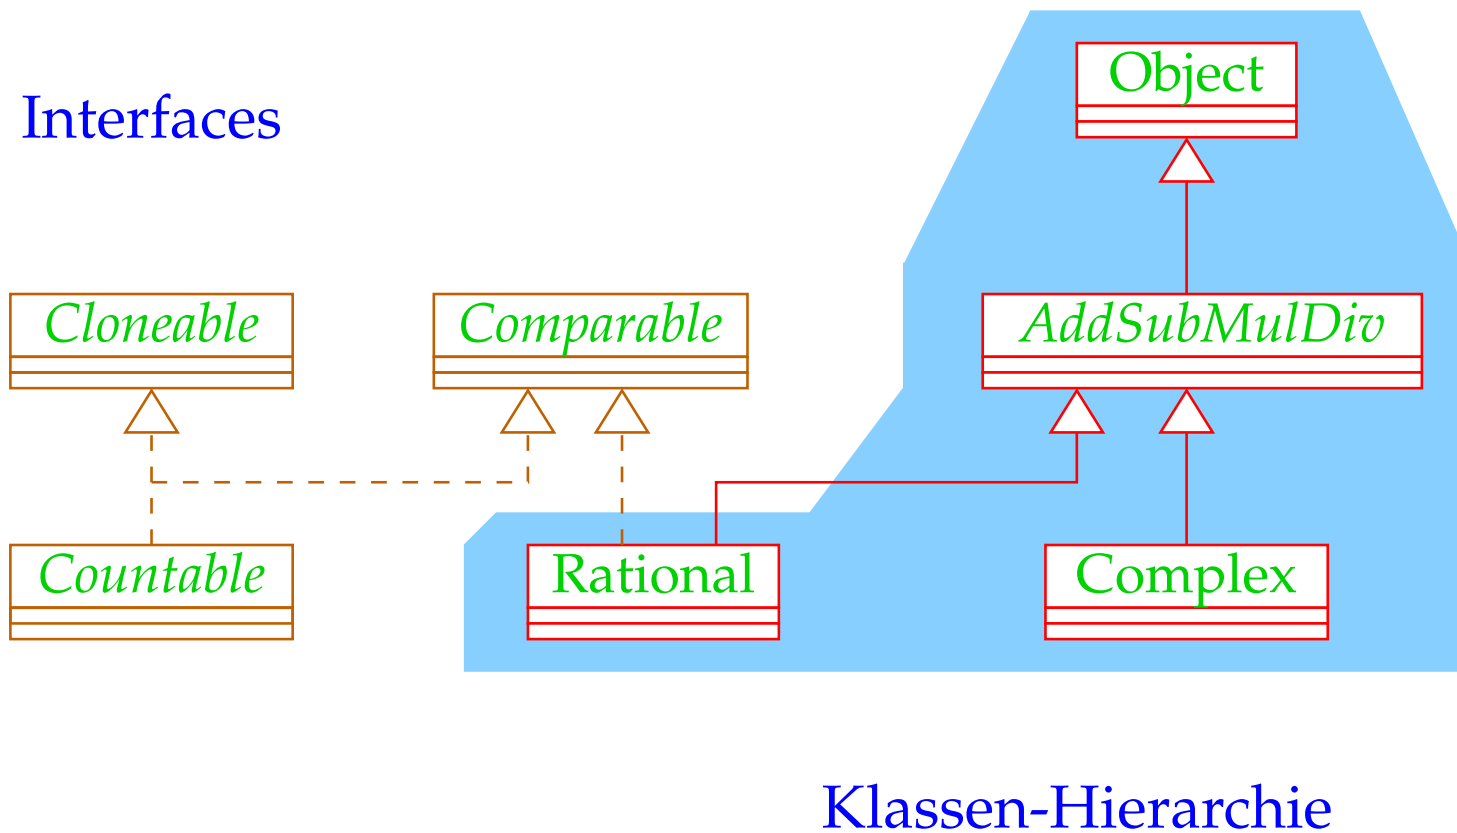 Object
Interfaces
Cloneable
Comparable
AddSubMulDiv
Countable
Rational
Complex
Klassen-Hierarchie